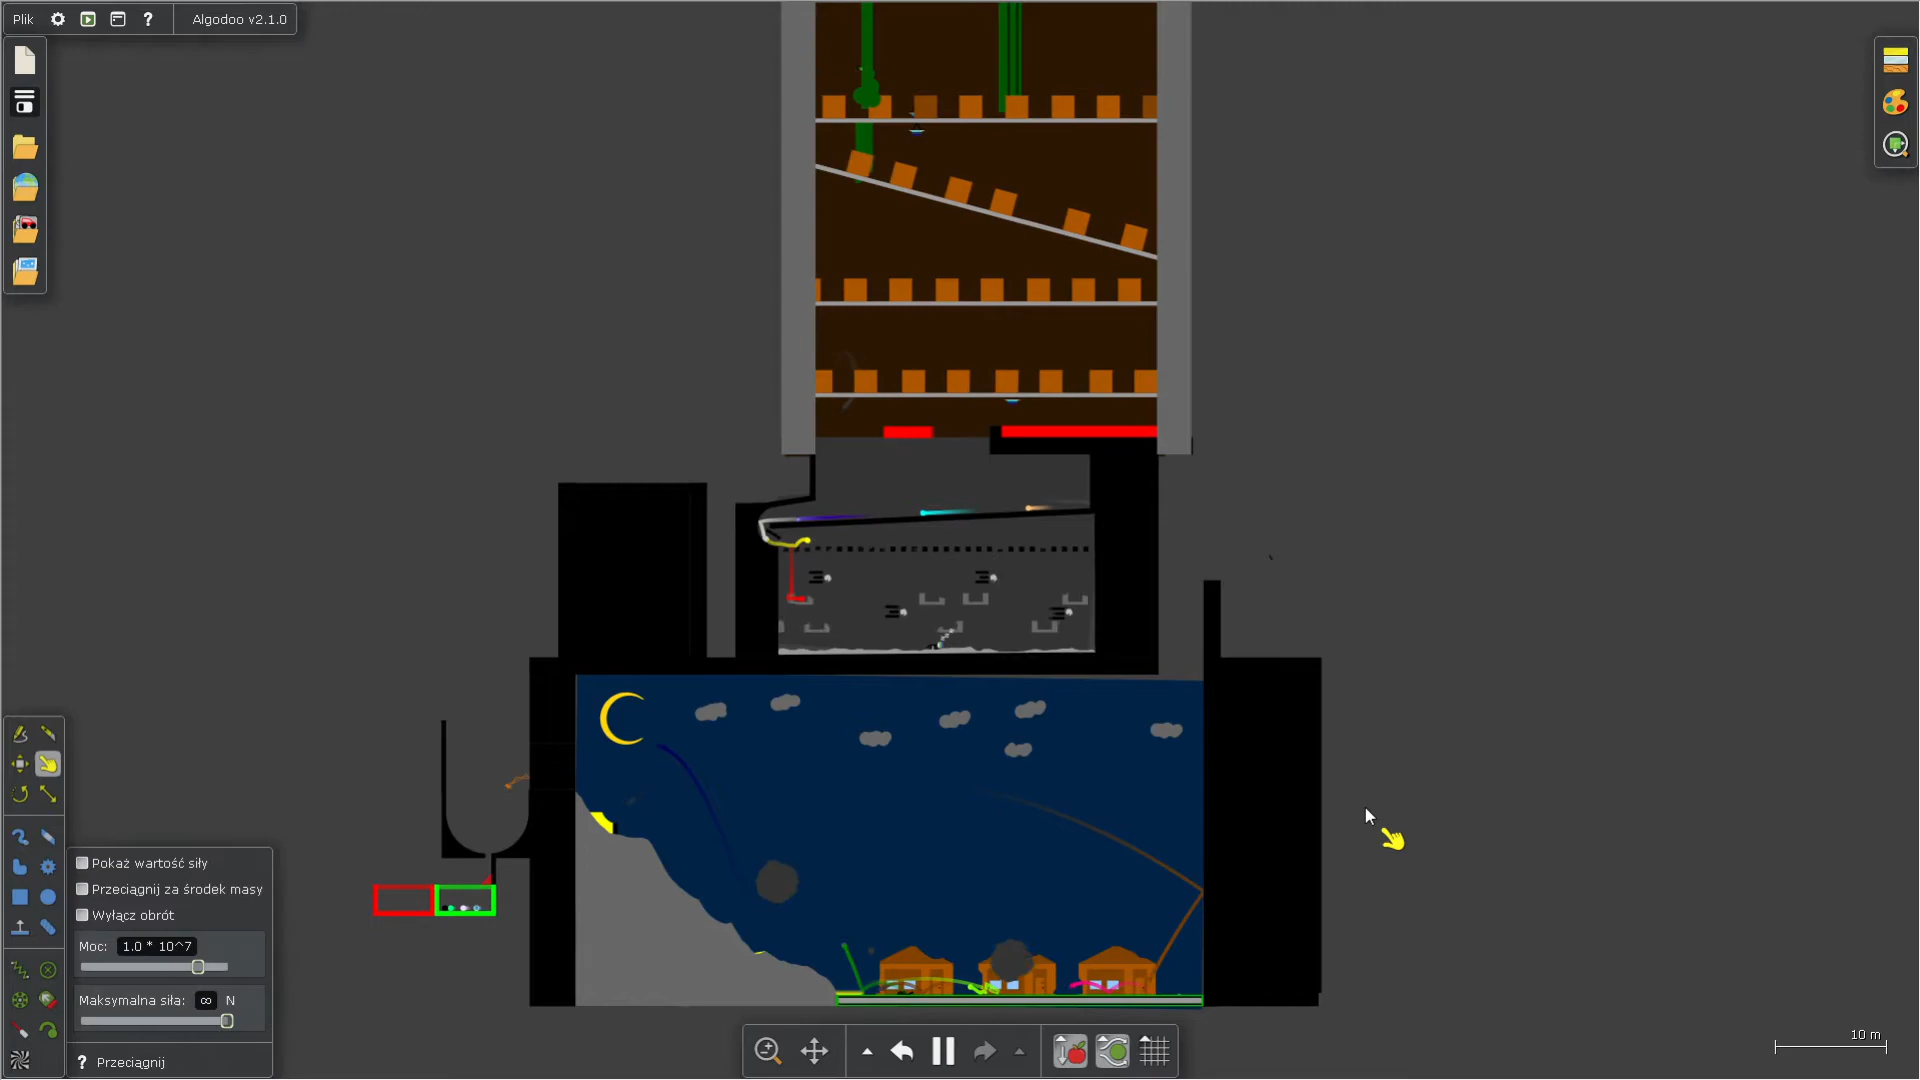 Plik
?
Algodoo v2.1.0
Pokaż wartość siły
Przeciągnij za środek masy
Wyłącz obrót
Moc: 1.0 * 10^7
Maksymalna siła: ∞ N
? Przeciągnij
10 m